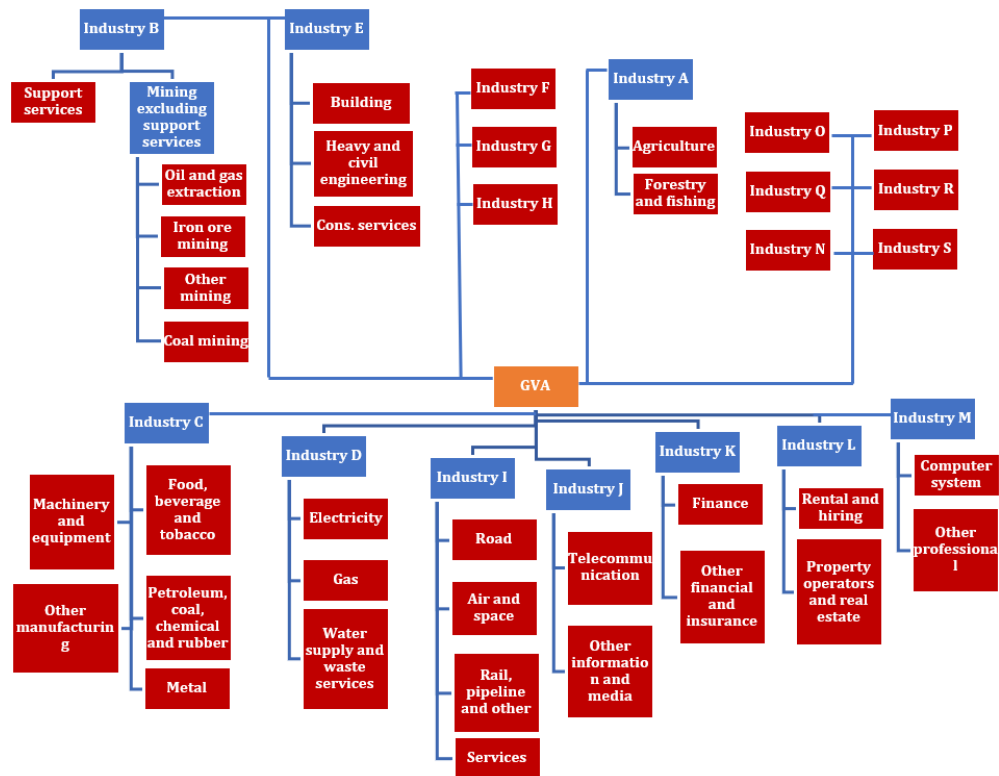 Industry B
Industry E
Industry A
Support
services
Mining
excluding
support
services
Oil and gas
extraction
Iron ore
mining
Other
mining
Coal mining
Building
Heavy and
civil
engineering
Cons. services
Industry
F
Industry
G
Industry H
Agriculture
Forestry
and fishing
Industry
O
Industry
P
Industry
Q
Industry
R
Industry
N
Industry S
GVA
Industry C
Machinery
and
equipment
Food,
beverage
and
tobacco
Other
manufacturin
g
Petroleum,
coal,
chemical
and rubber
Metal
Industry
D
Electricity
Gas
Water
supply and
waste
services
Industry
I
Road
Air and
space
Rail,
pipeline
and other
Services
Industry
J
Telecommu
nication
Other
informatio
n and
media
Industry
K
Finance
Other
financial
and
insurance
Industry
L
Rental and
hiring
Property
operators
and real
estate
Industry M
Computer
system
Other
professiona
l